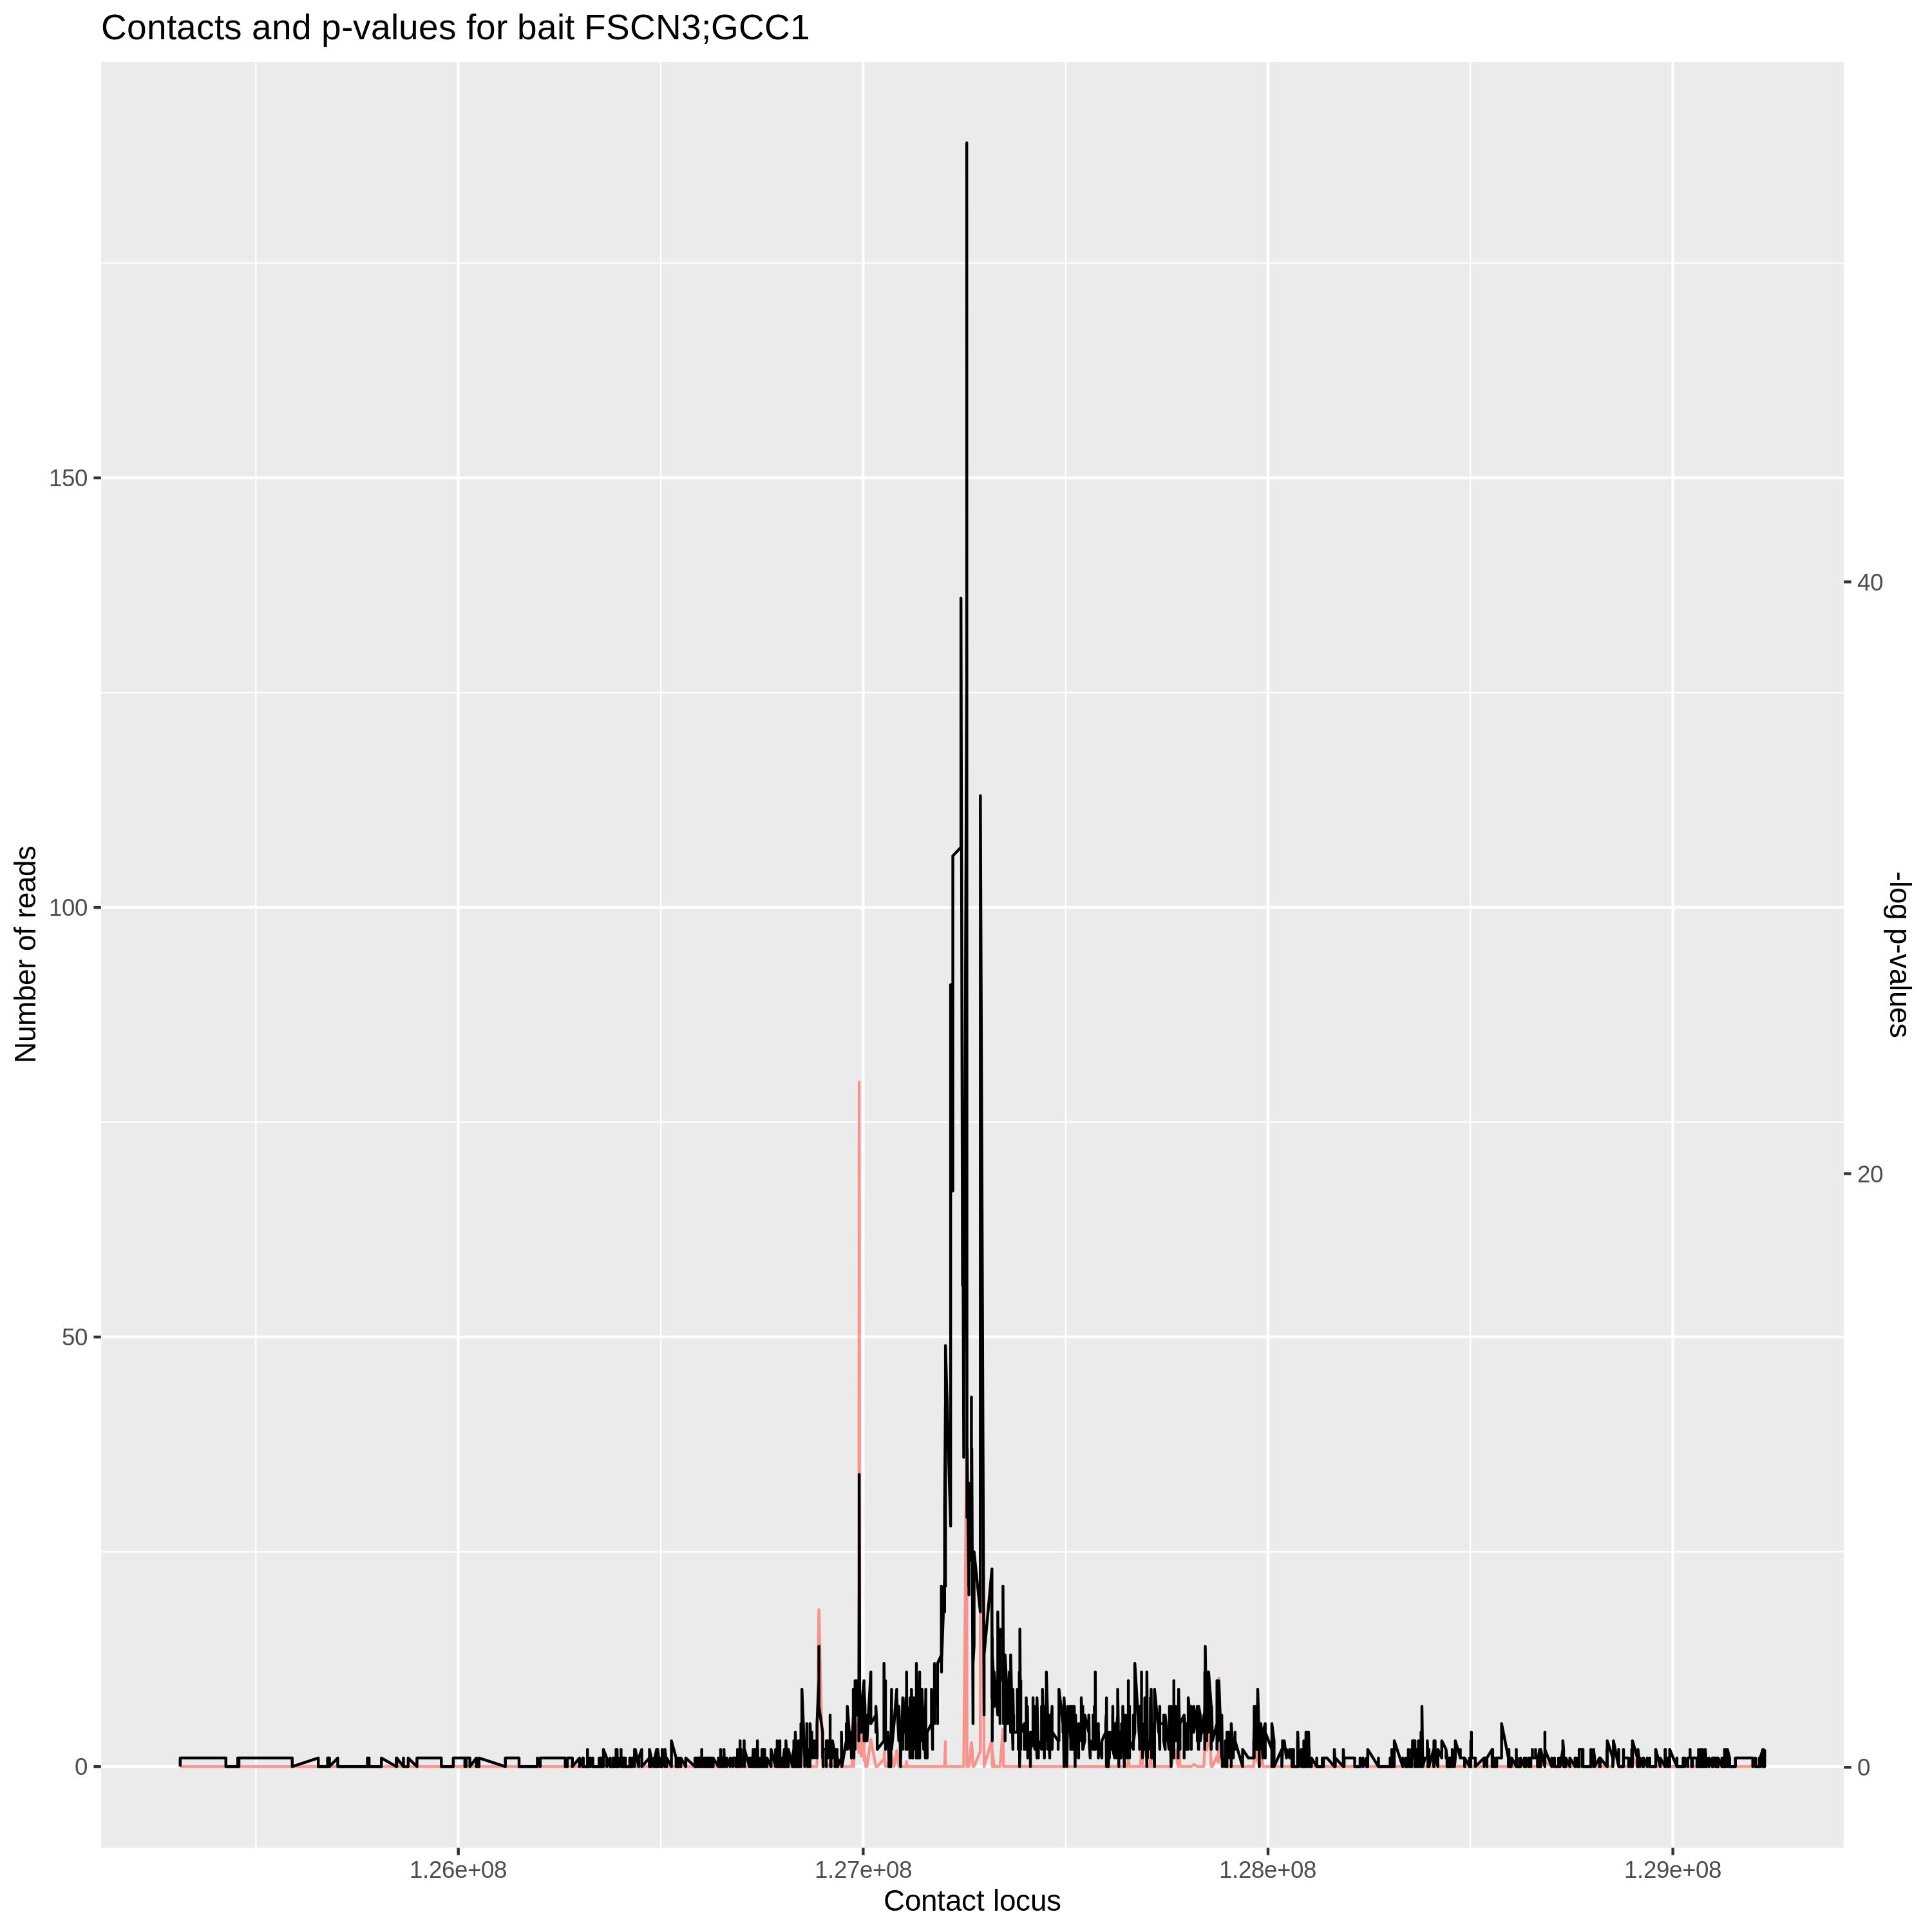 Contacts and p-values for bait FSCN3;GCC1
Number of reads
150
100
50
0
40
20
0
-log p-values
1.26e+08
1.27e+08
1.28e+08
1.29e+08
Contact locus